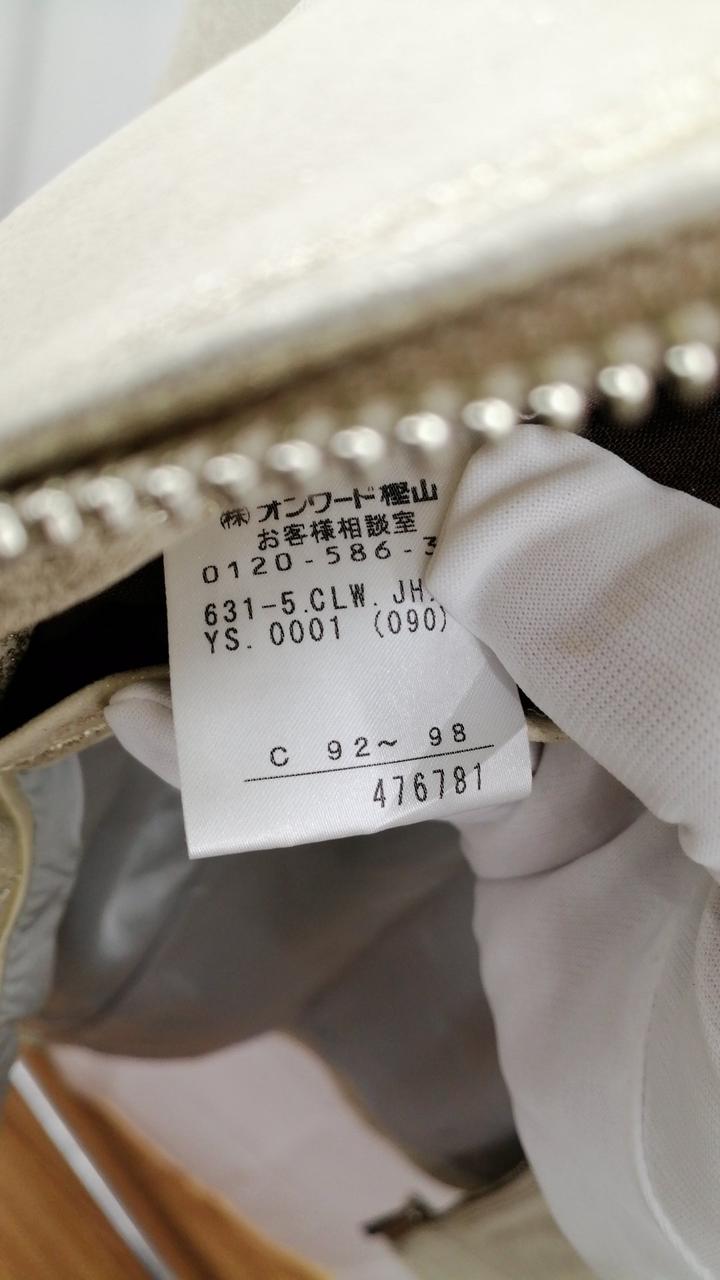 (株)オンワード樫山
お客様相談室
0120-586-3
631-5.CLW.JH.
YS.0001 (090)
C 92~ 98
476781